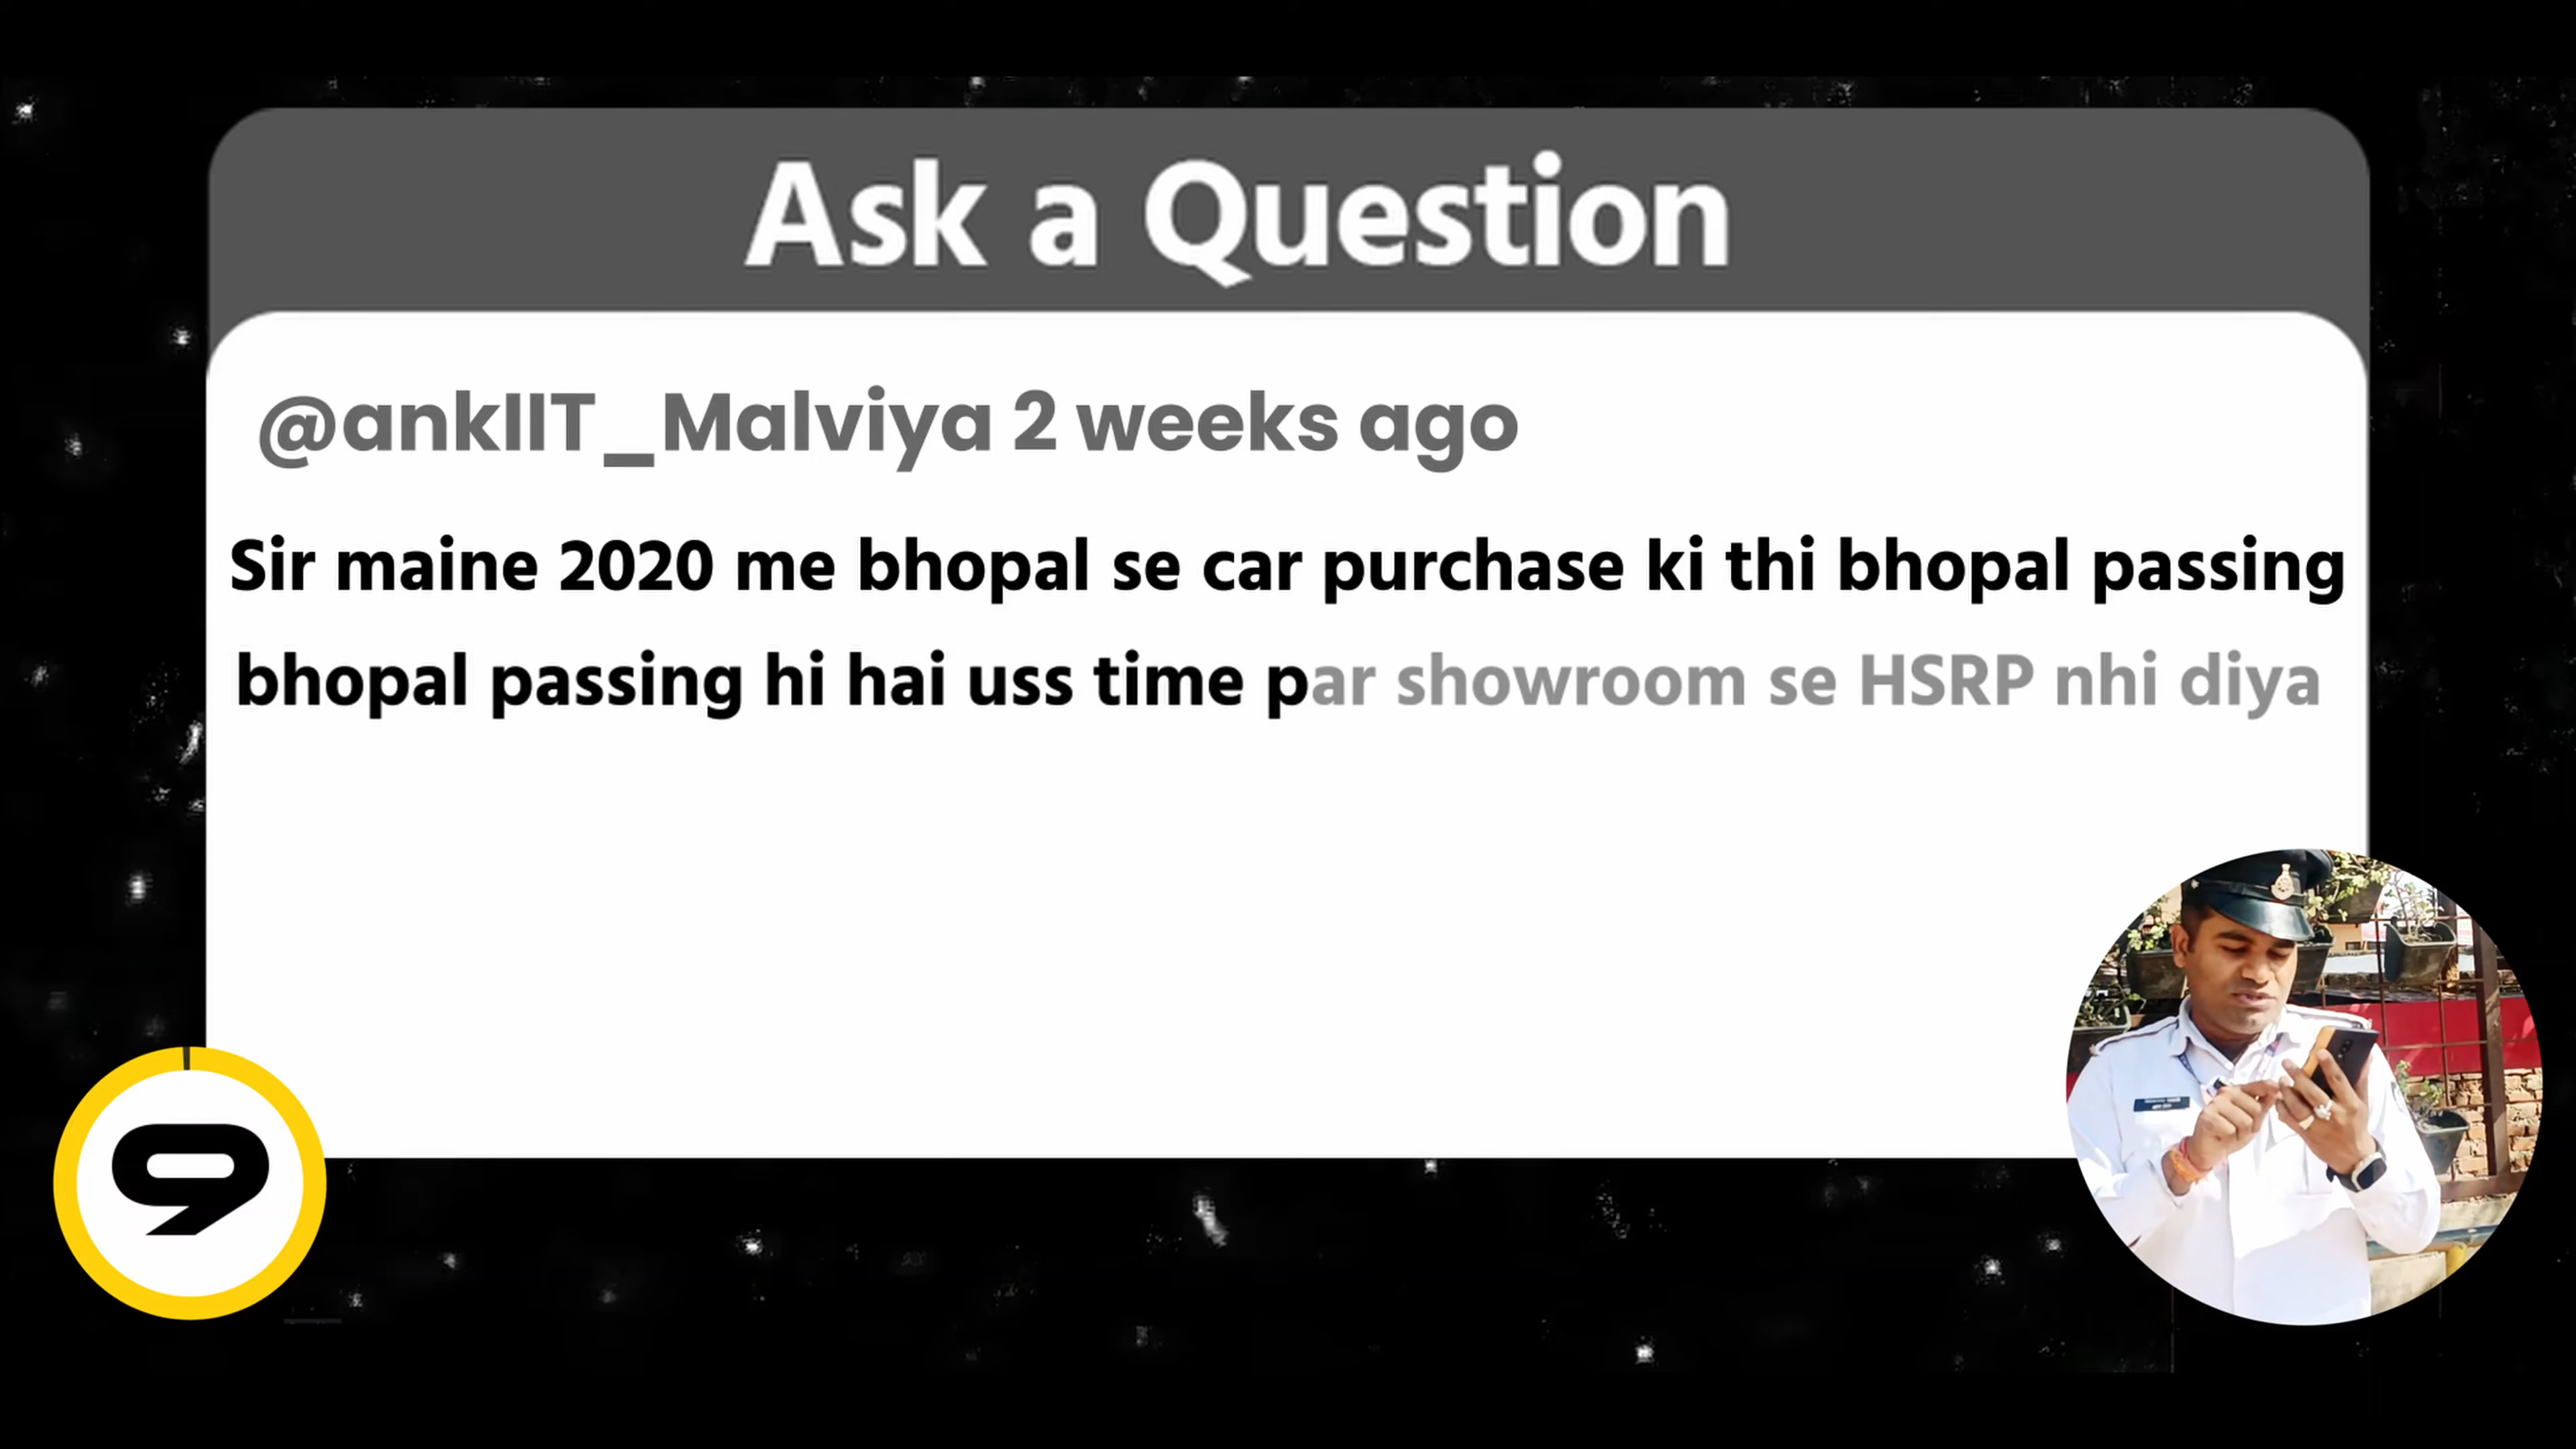 Ask a Question
@ankIIT_Malviya 2 weeks ago
Sir maine 2020 me bhopal se car purchase ki thi bhopal passing
bhopal passing hi hai uss time par showroom se HSRP nhi diya
9